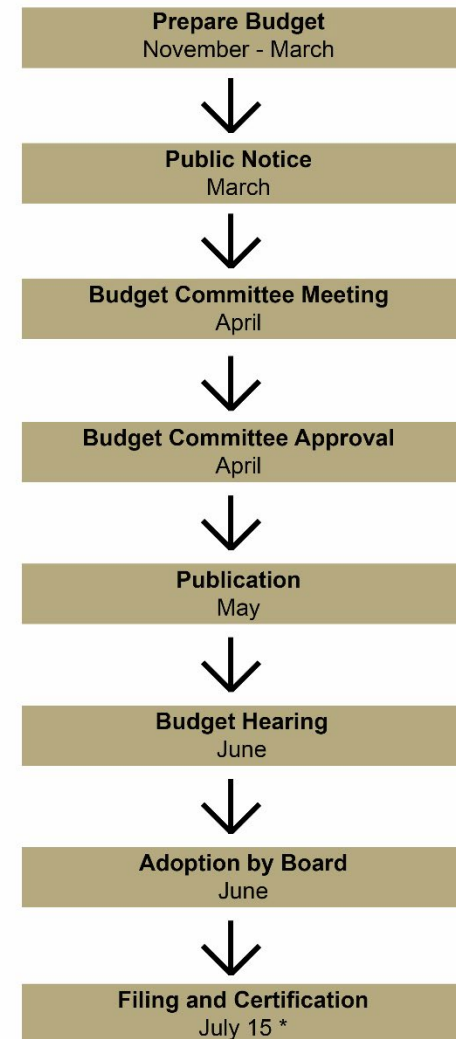 Prepare Budget
November - March
Public Notice
March
Budget Committee Meeting
April
Budget Committee Approval
April
Publication
May
Budget Hearing
June
Adoption by Board
June
Filing and Certification
July 15 *